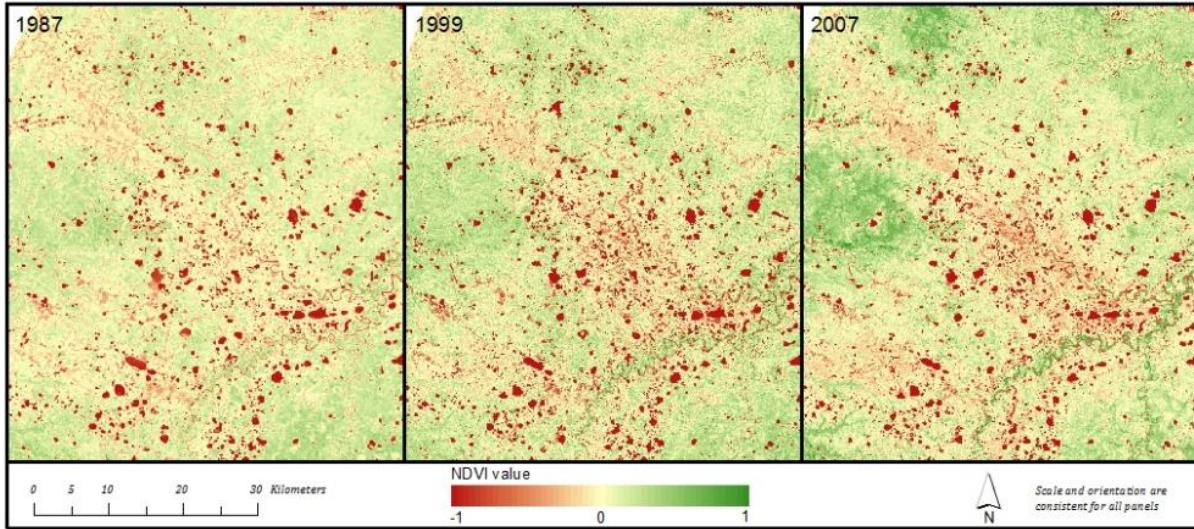 1987
1999
2007
0 5 10 20 30 Kilometers
NDVI value
-1 0 1
N
Scale and orientation are
consistent for all panels